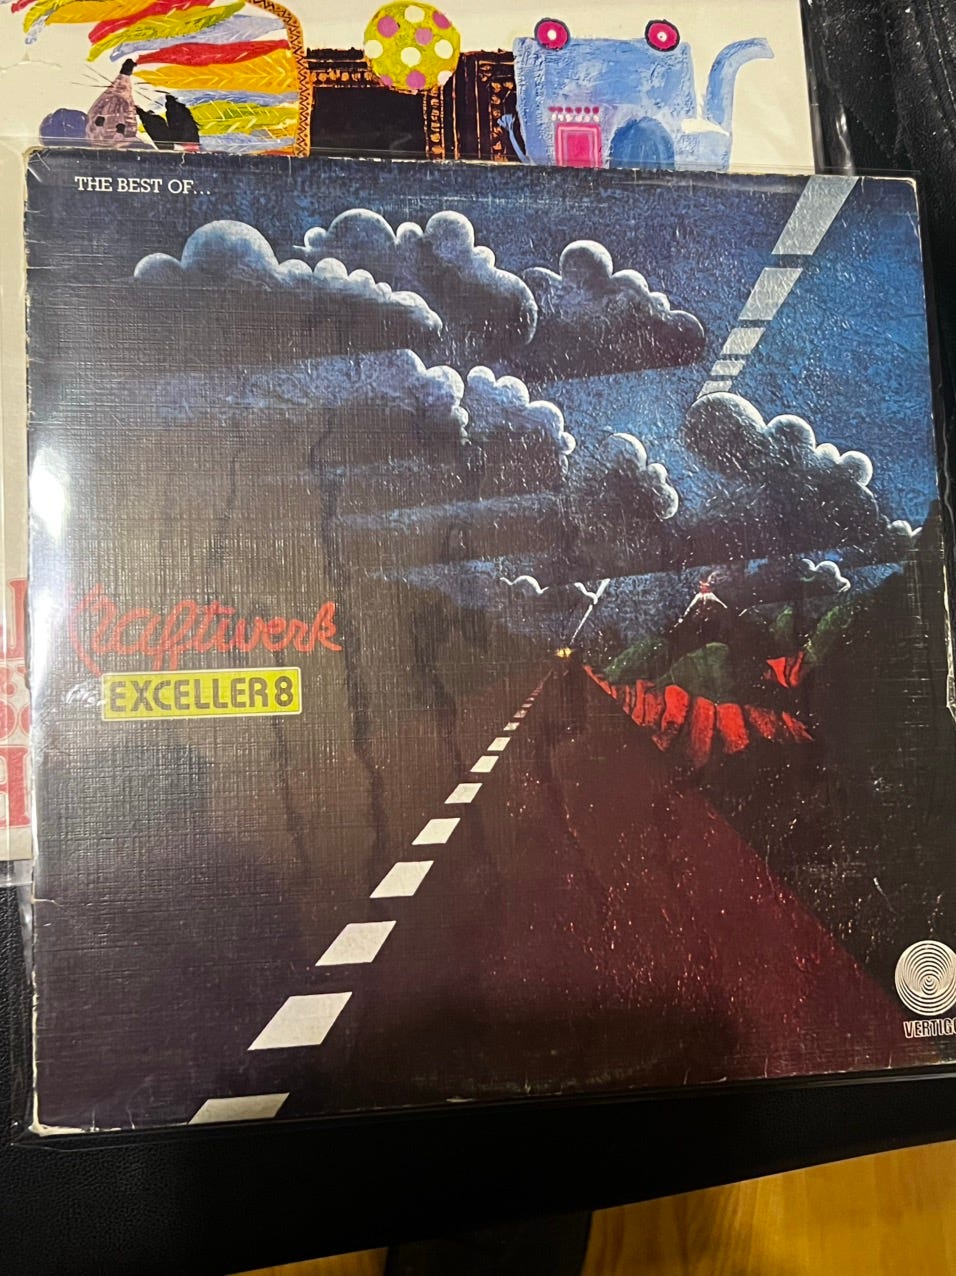 THE BEST OF...
Kraftwerk
EXCELLER 8
VERTIGO